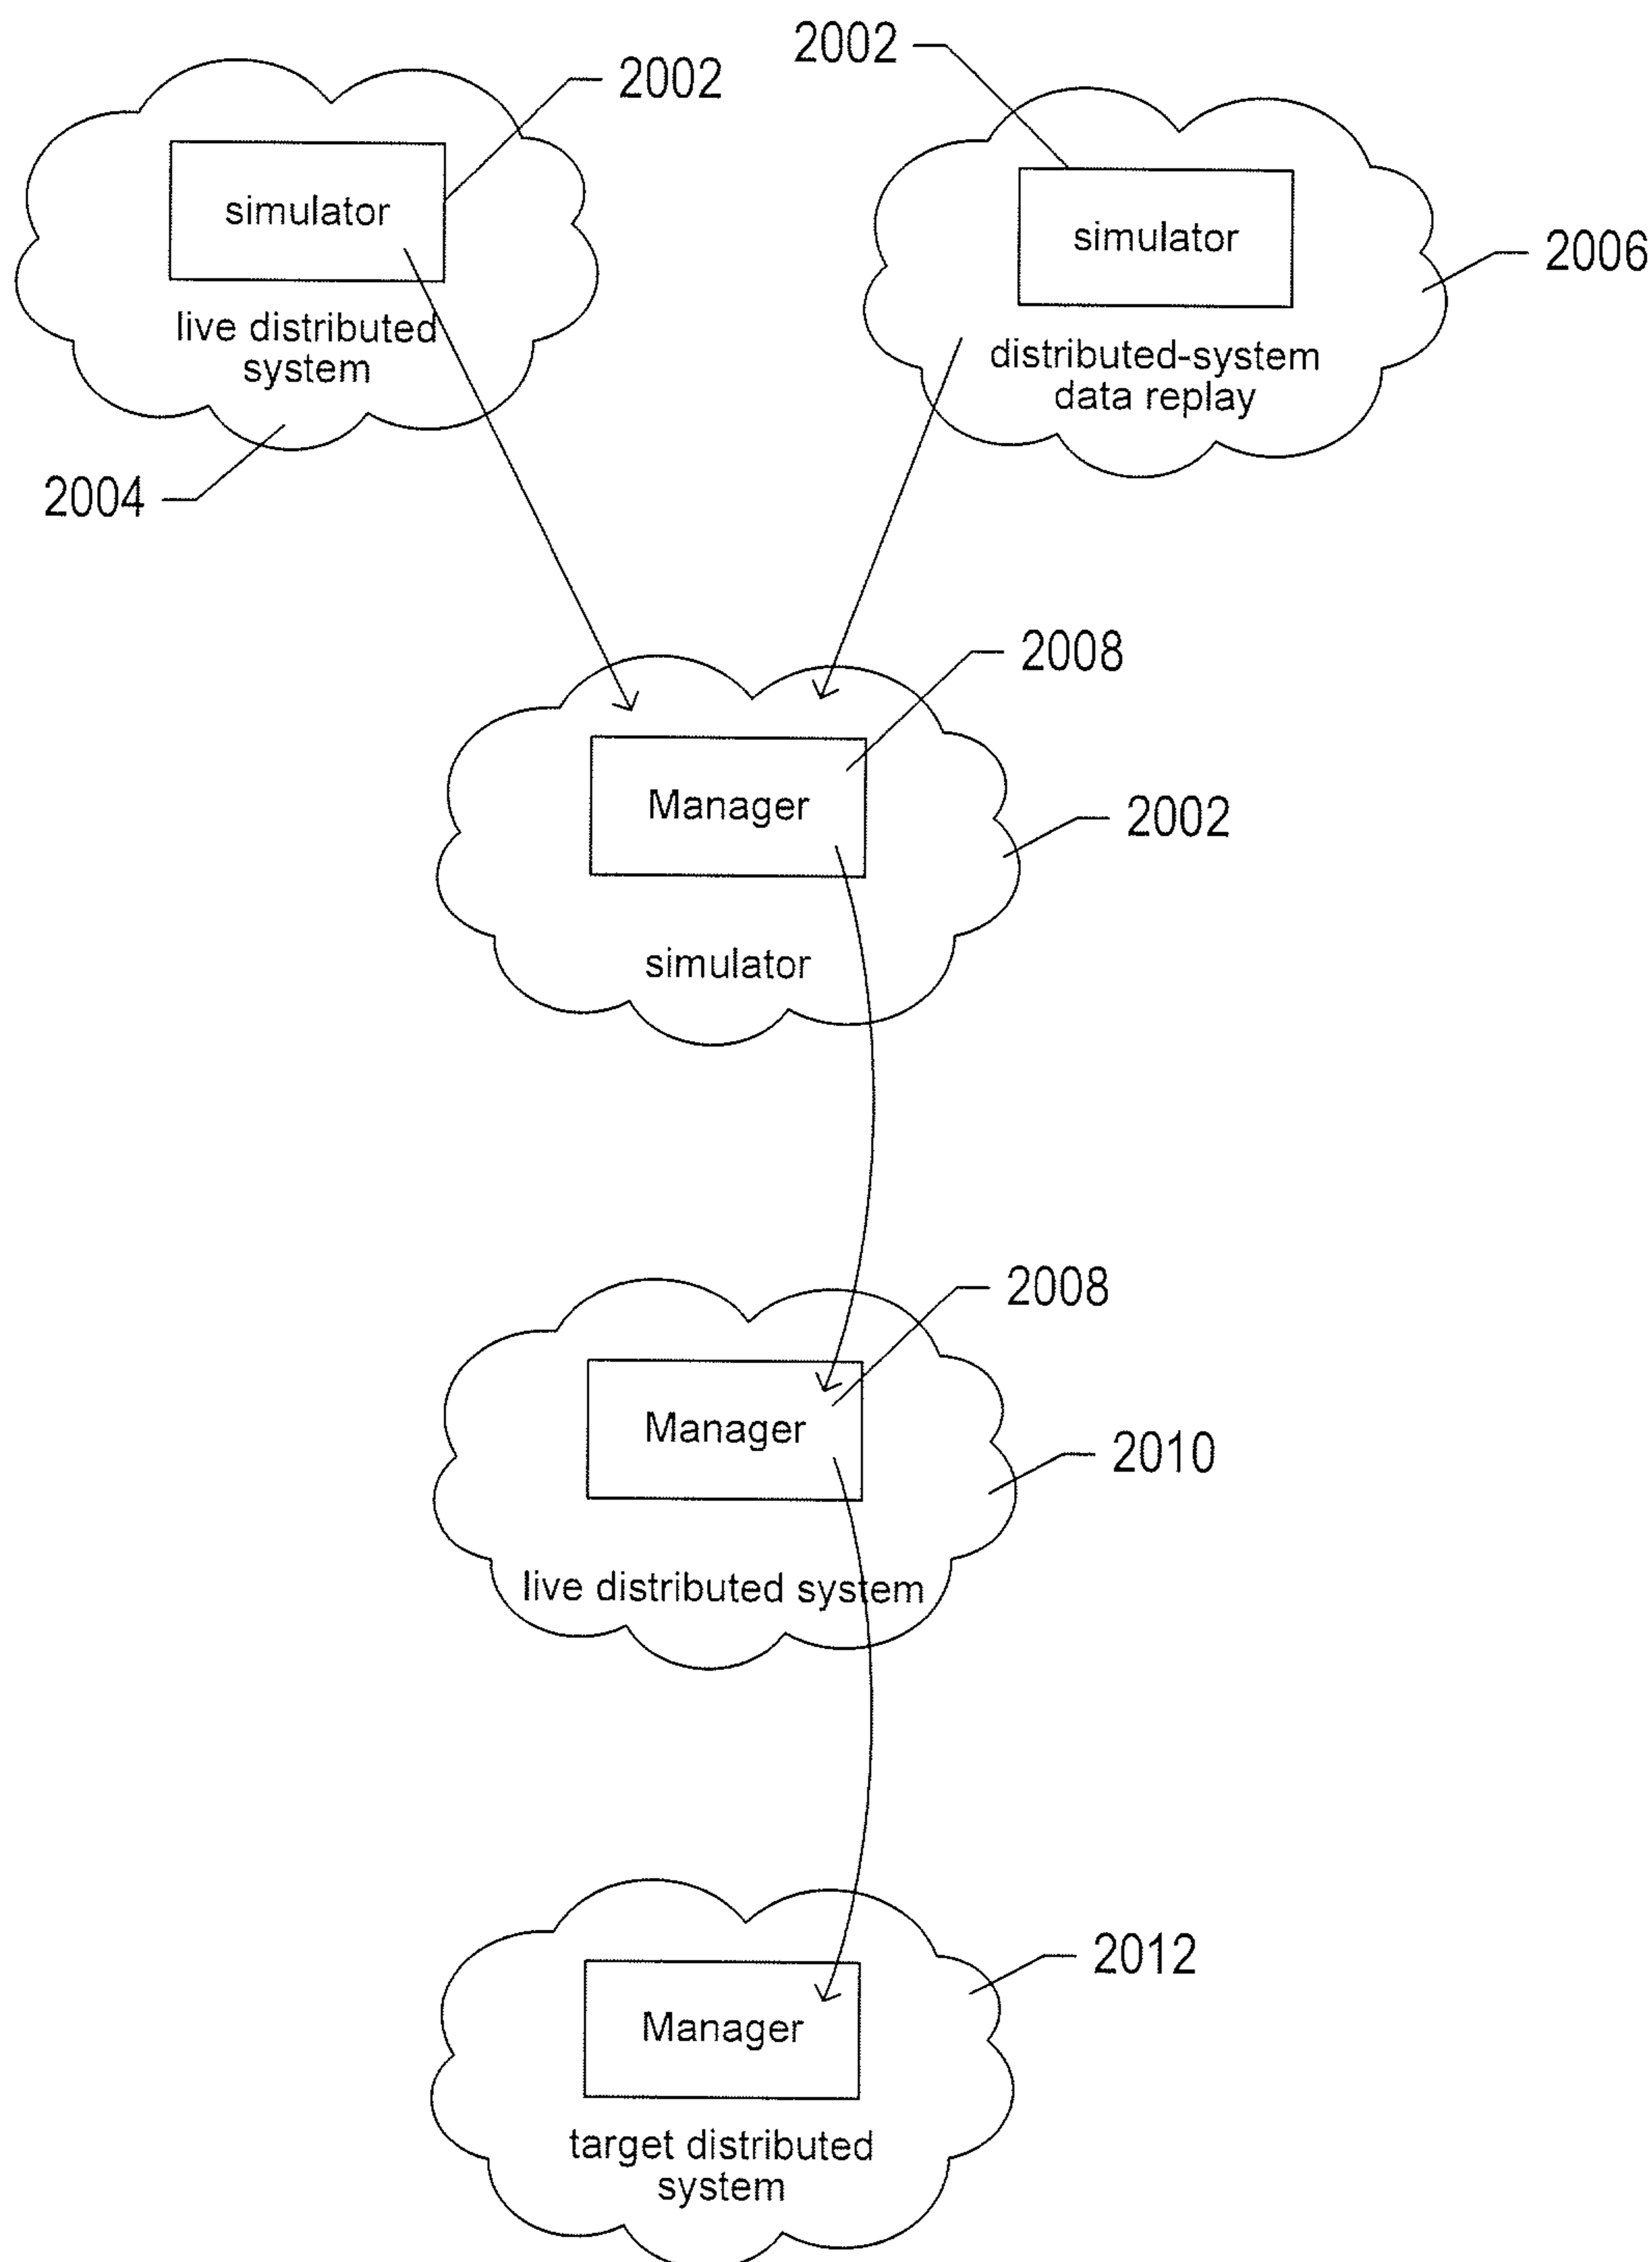 2002
2002
simulator
simulator
2006
live distributed
system
distributed-system
data replay
2004
2008
Manager
2002
simulator
2008
Manager
2010
live distributed system
2012
Manager
target distributed
system